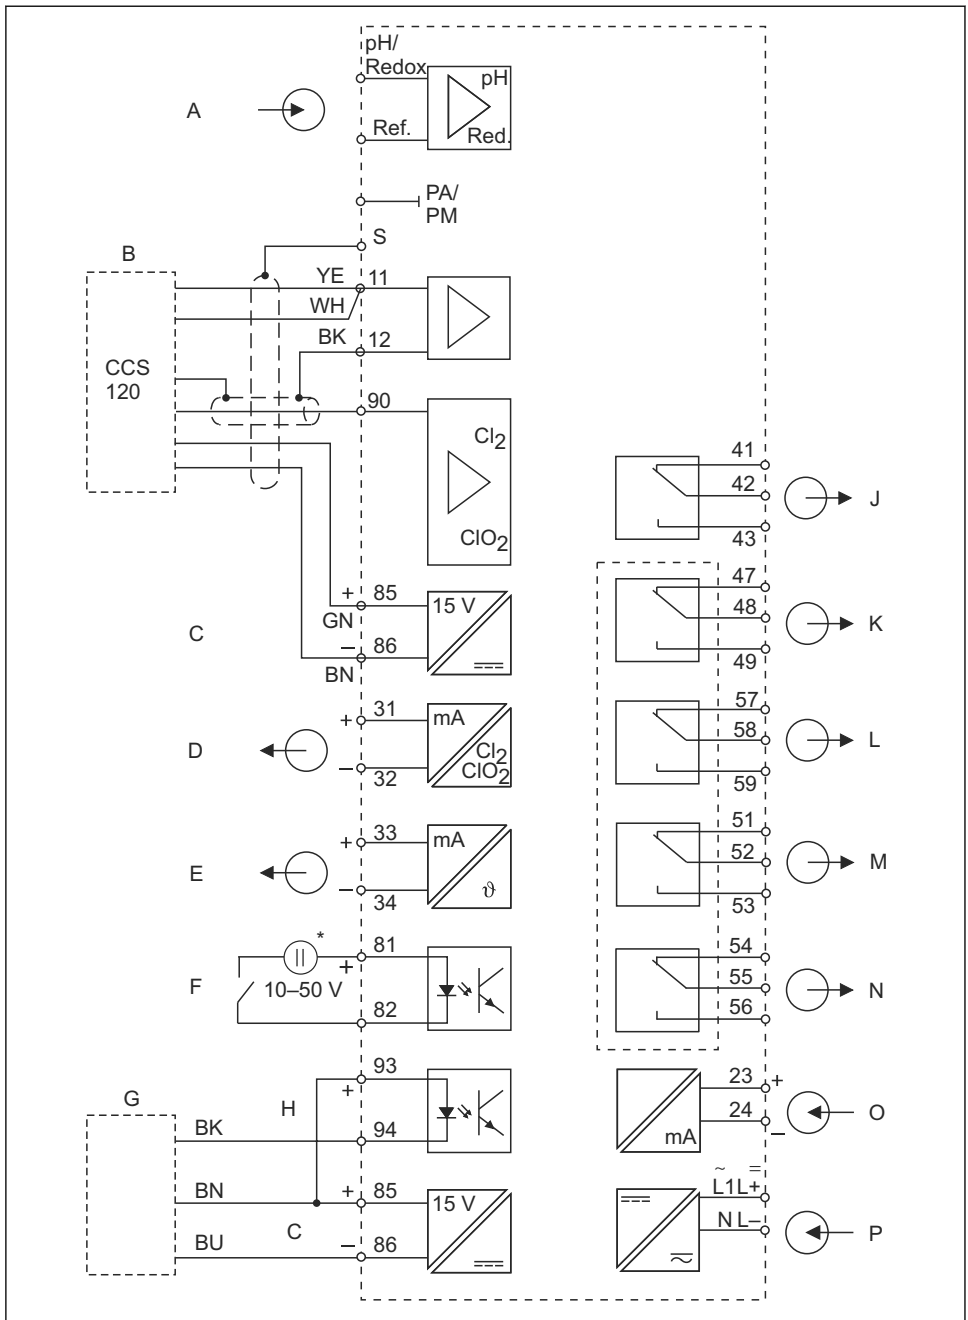 pH/
Redox
pH
A
Ref.
Red.
PA/
PM
S
B
YE
11
WH
BK
12
CCS
120
90
Cl2
ClO2
+
85
15 V
GN
C
–
86
BN
31
+
mA
D
Cl2
ClO2
–
32
33
+
mA
E
ϑ
–
34
*
81
+
F
10–50 V
82
93
+
G
H
BK
94
BN
+
85
15 V
C
BU
–
86
41
42
J
43
47
48
K
49
57
58
L
59
51
52
M
53
54
55
N
56
23
+
24
O
mA
–
~ =
L1L+
N L–
P